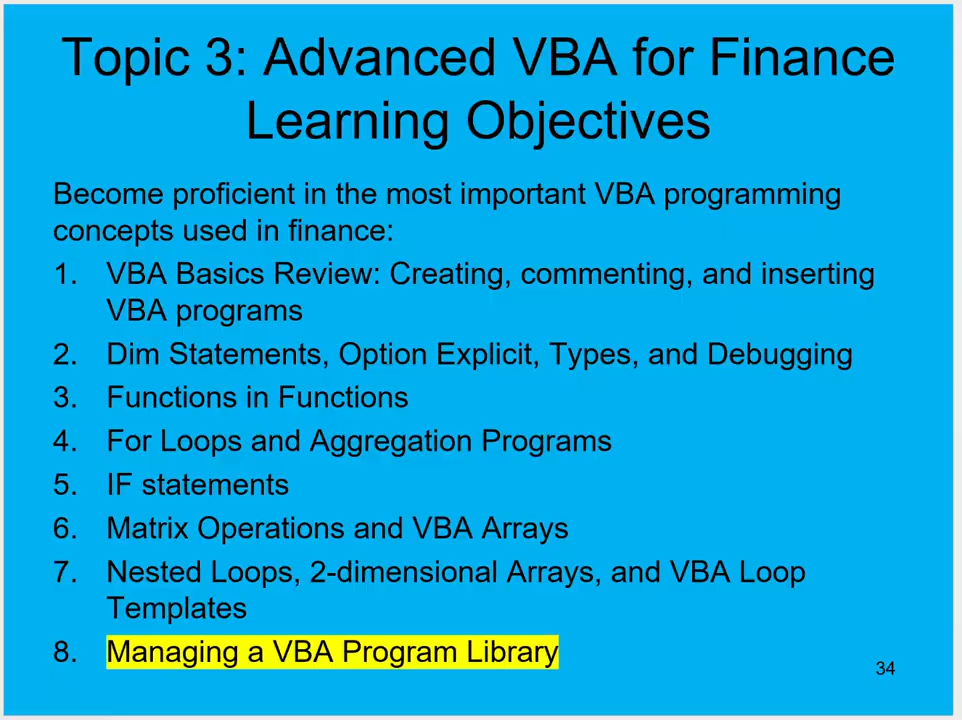 Topic 3: Advanced VBA for Finance
Learning Objectives
Become proficient in the most important VBA programming
concepts used in finance:
1. VBA Basics Review: Creating, commenting, and inserting
VBA programs
2. Dim Statements, Option Explicit, Types, and Debugging
3. Functions in Functions
4. For Loops and Aggregation Programs
5. IF statements
6. Matrix Operations and VBA Arrays
7. Nested Loops, 2-dimensional Arrays, and VBA Loop
Templates
8. Managing a VBA Program Library
34